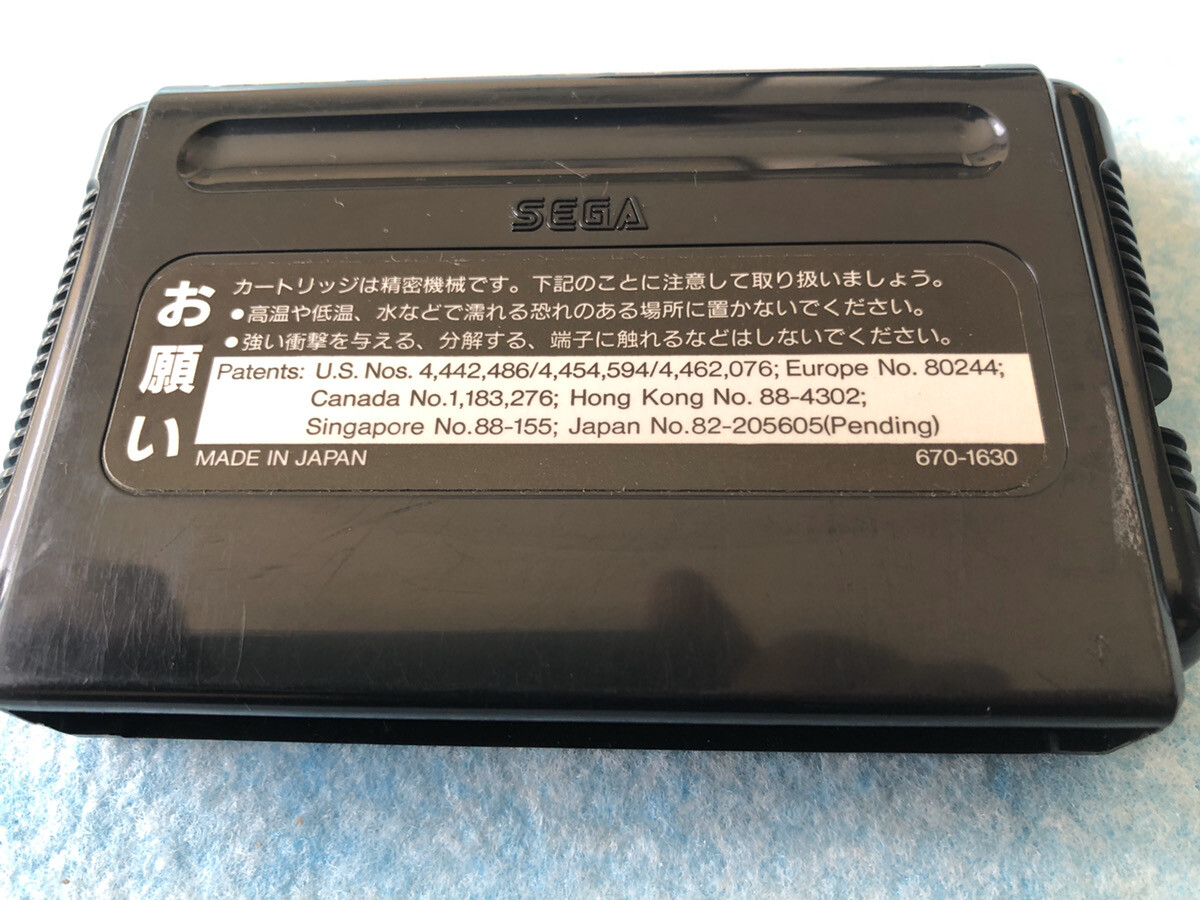 SEGA
お願い
カートリッジは精密機械です。下記のことに注意して取り扱いましょう。
●高温や低温、水などで濡れる恐れのある場所に置かないでください。
●強い衝撃を与える、分解する、端子に触れるなどはしないでください。
Patents: U.S. Nos. 4,442,486/4,454,594/4,462,076; Europe No. 80244;
Canada No.1,183,276; Hong Kong No. 88-4302;
Singapore No.88-155; Japan No.82-205605(Pending)
MADE IN JAPAN 670-1630